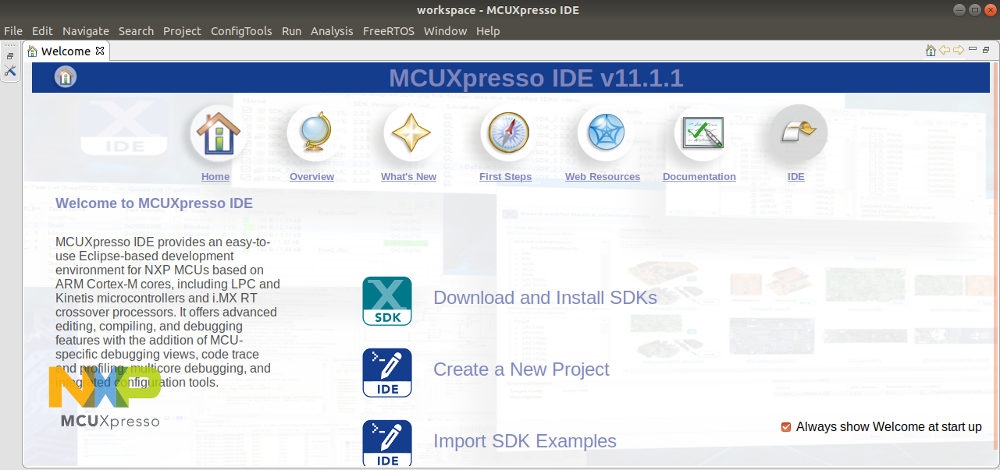 workspace - MCUXpresso IDE
File Edit Navigate Search Project ConfigTools Run Analysis FreeRTOS Window Help
Welcome
MCUXpresso IDE v11.1.1
IDE
Home Overview What's New First Steps Web Resources Documentation IDE
Welcome to MCUXpresso IDE
MCUXpresso IDE provides an easy-to-
use Eclipse-based development
environment for NXP MCUs based on
ARM Cortex-M cores, including LPC and
Kinetis microcontrollers and i.MX RT
crossover processors. It offers advanced
editing, compiling, and debugging
features with the addition of MCU-
specific debugging views, code trace
and profiling, multicore debugging, and
integrated configuration tools.
NXP
MCUXpresso
X
SDK
Download and Install SDKs
IDE
Create a New Project
IDE
Import SDK Examples
Always show Welcome at start up